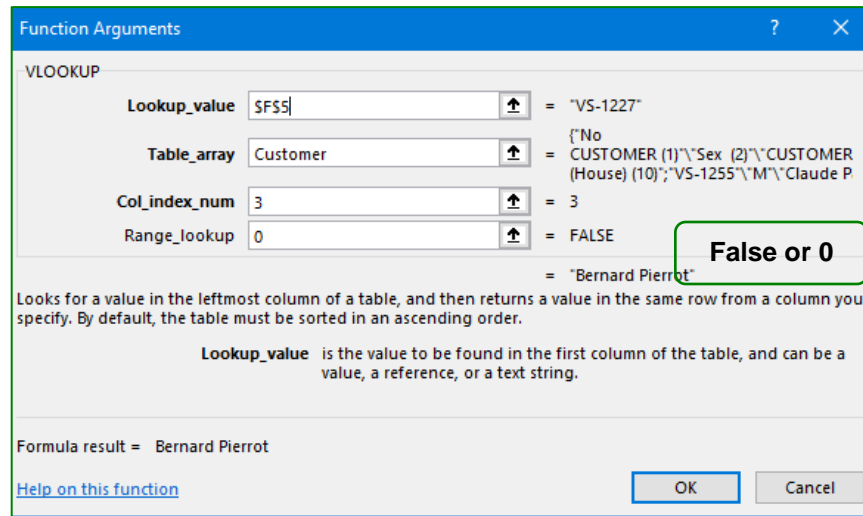 Function Arguments ? ×
VLOOKUP
Lookup_value $F$5 = "VS-1227"
{"No
Table_array Customer = CUSTOMER (1)"\"Sex (2)"\"CUSTOMER
(House) (10)";"VS-1255"\"M"\"Claude P
Col_index_num 3 = 3
Range_lookup 0 = FALSE
False or 0
= "Bernard Pierrot"
Looks for a value in the leftmost column of a table, and then returns a value in the same row from a column you
specify. By default, the table must be sorted in an ascending order.
Lookup_value is the value to be found in the first column of the table, and can be a
value, a reference, or a text string.
Formula result = Bernard Pierrot
Help on this function OK Cancel